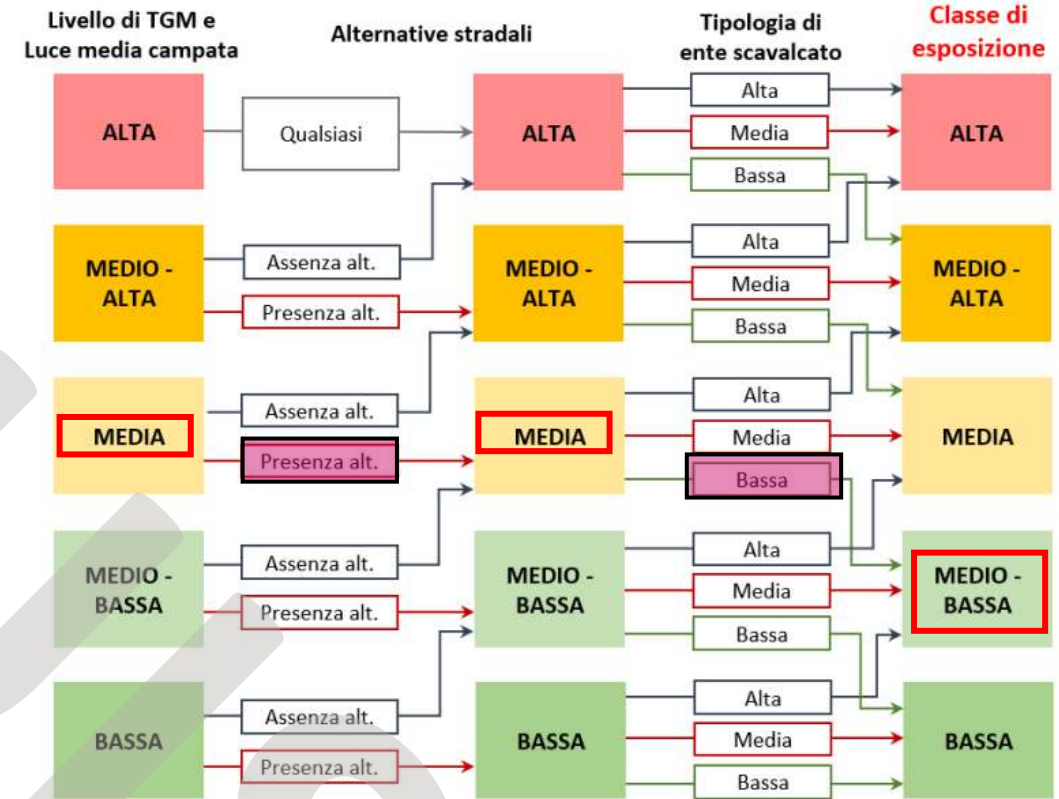 Livello di TGM e
Luce media campata
Alternative stradali
Tipologia di
ente scavalcato
Classe di
esposizione
ALTA
Qualsiasi
ALTA
Alta
Media
Bassa
ALTA
MEDIO -
ALTA
Assenza alt.
Presenza alt.
MEDIO -
ALTA
Alta
Media
Bassa
MEDIO -
ALTA
MEDIA
Assenza alt.
Presenza alt.
MEDIA
Alta
Media
Bassa
MEDIA
MEDIO -
BASSA
Assenza alt.
Presenza alt.
MEDIO -
BASSA
Alta
Media
Bassa
MEDIO -
BASSA
BASSA
Assenza alt.
Presenza alt.
BASSA
Alta
Media
Bassa
BASSA